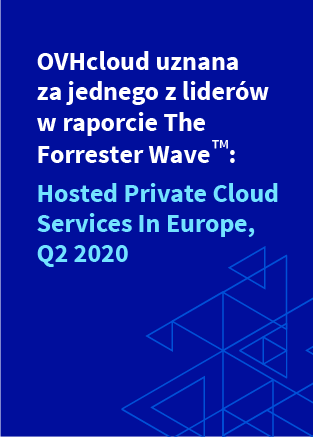 OVHcloud uznana
za jednego z liderów
w raporcie The
Forrester Wave™:
Hosted Private Cloud
Services In Europe,
Q2 2020